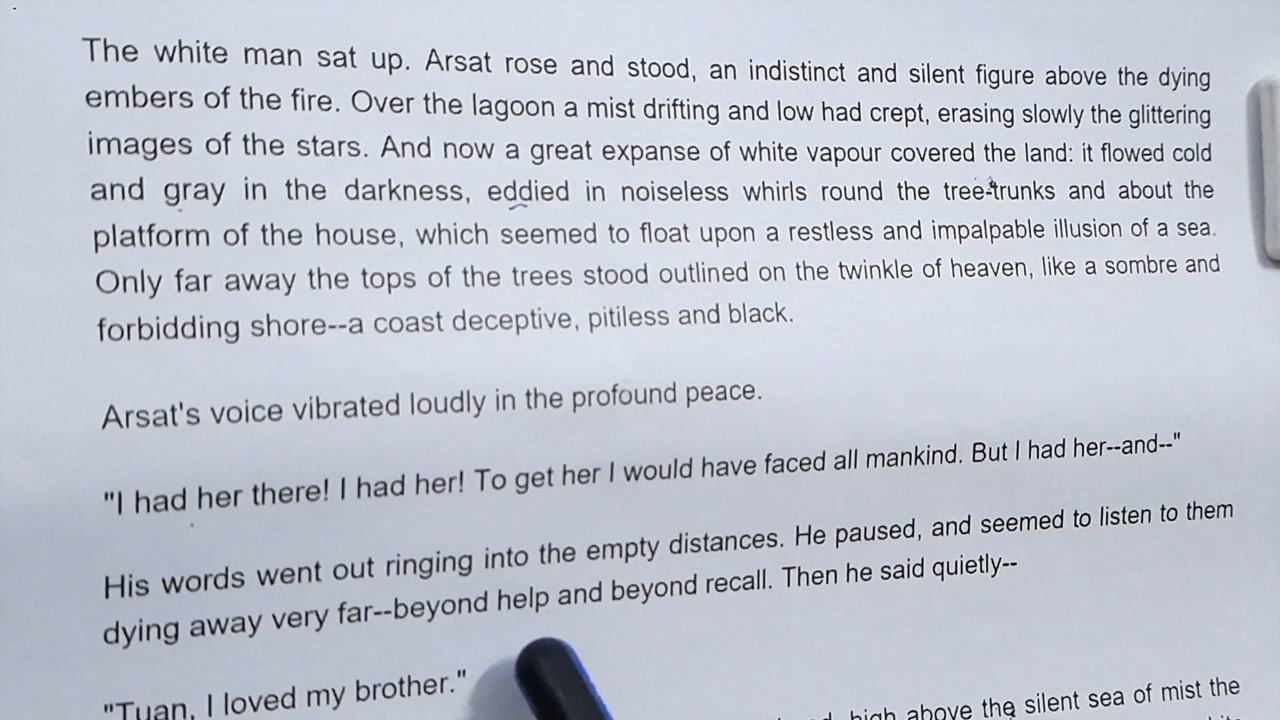 The white man sat up. Arsat rose and stood, an indistinct and silent figure above the dying
embers of the fire. Over the lagoon a mist drifting and low had crept, erasing slowly the glittering
images of the stars. And now a great expanse of white vapour covered the land: it flowed cold
and gray in the darkness, eddied in noiseless whirls round the tree-trunks and about the
platform of the house, which seemed to float upon a restless and impalpable illusion of a sea.
Only far away the tops of the trees stood outlined on the twinkle of heaven, like a sombre and
forbidding shore--a coast deceptive, pitiless and black.
Arsat's voice vibrated loudly in the profound peace.
"I had her there! I had her! To get her I would have faced all mankind. But I had her--and--"
His words went out ringing into the empty distances. He paused, and seemed to listen to them
dying away very far--beyond help and beyond recall. Then he said quietly--
"Tuan, I loved my brother."
high above the silent sea of mist the